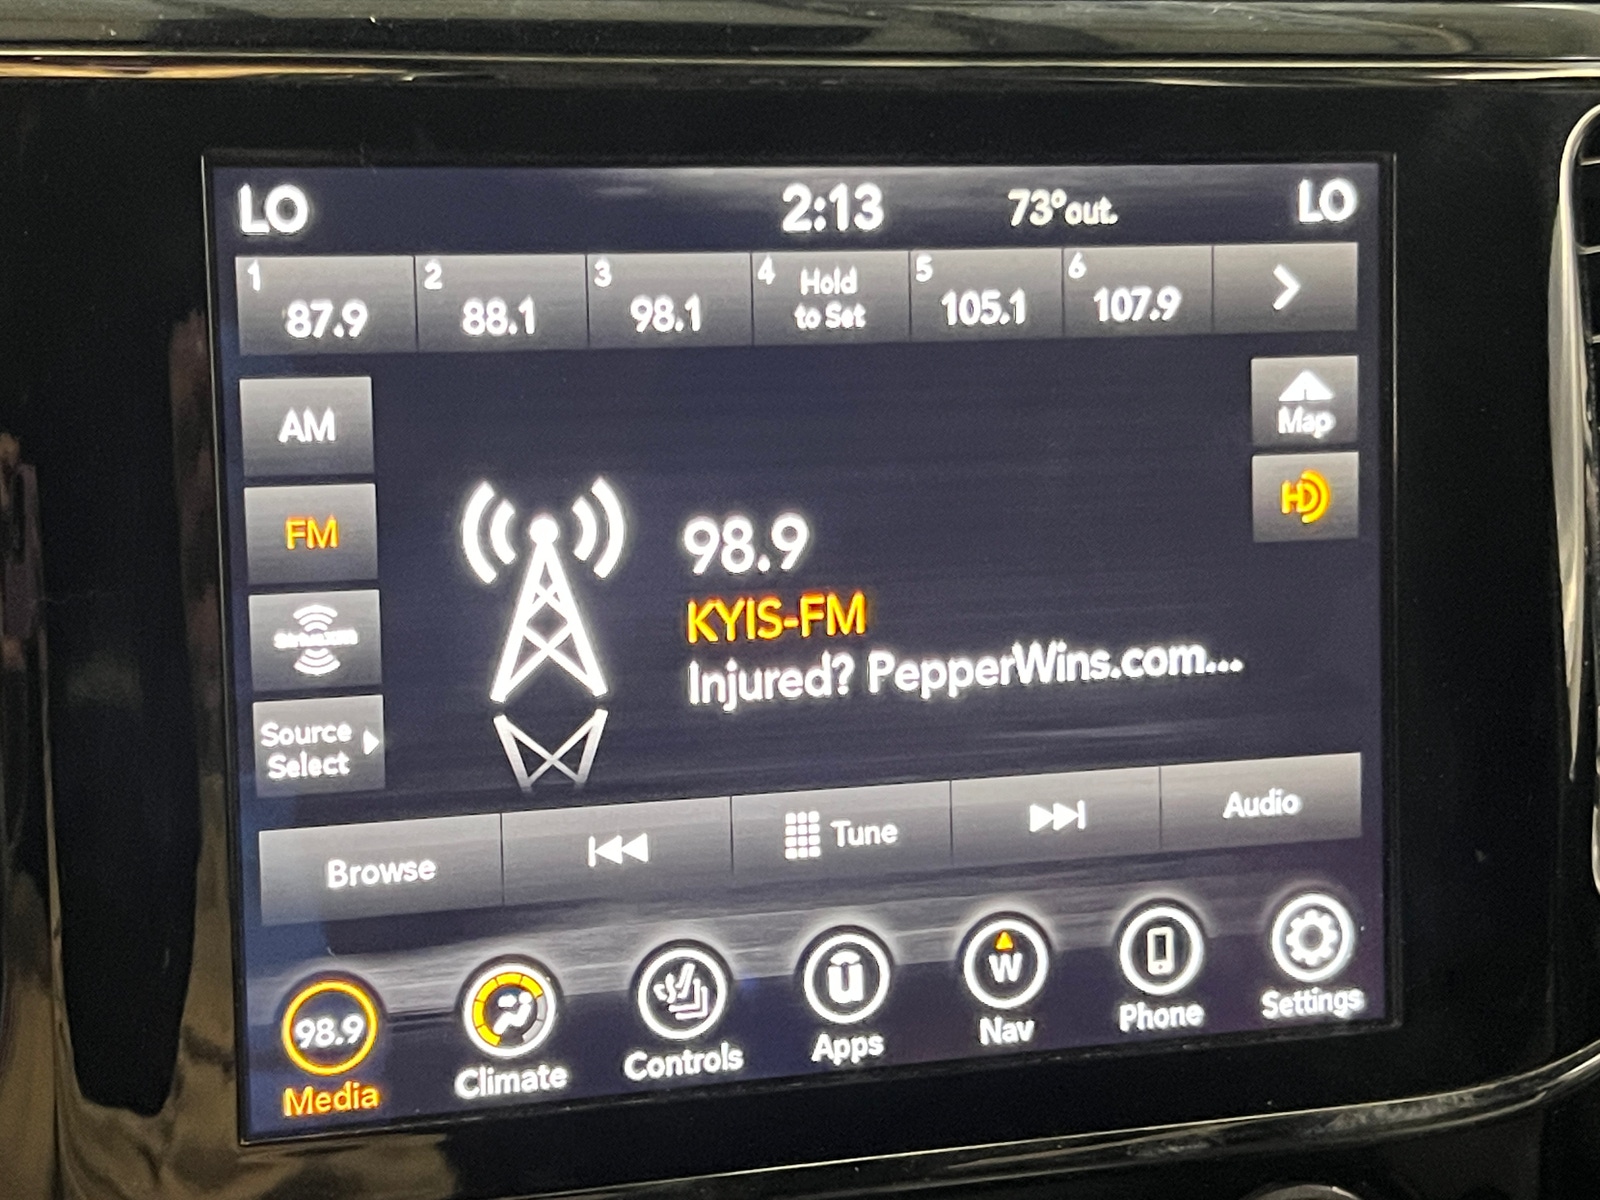 LO 2:13 73°out. LO
1 87.9 2 88.1 3 98.1 4 Hold to Set 5 105.1 6 107.9
AM
Map
FM
HD
98.9
KYIS-FM
Injured? PepperWins.com...
SiriusXM
Source
Select
Browse Tune Audio
98.9 W
Media Climate Controls Apps Nav Phone Settings